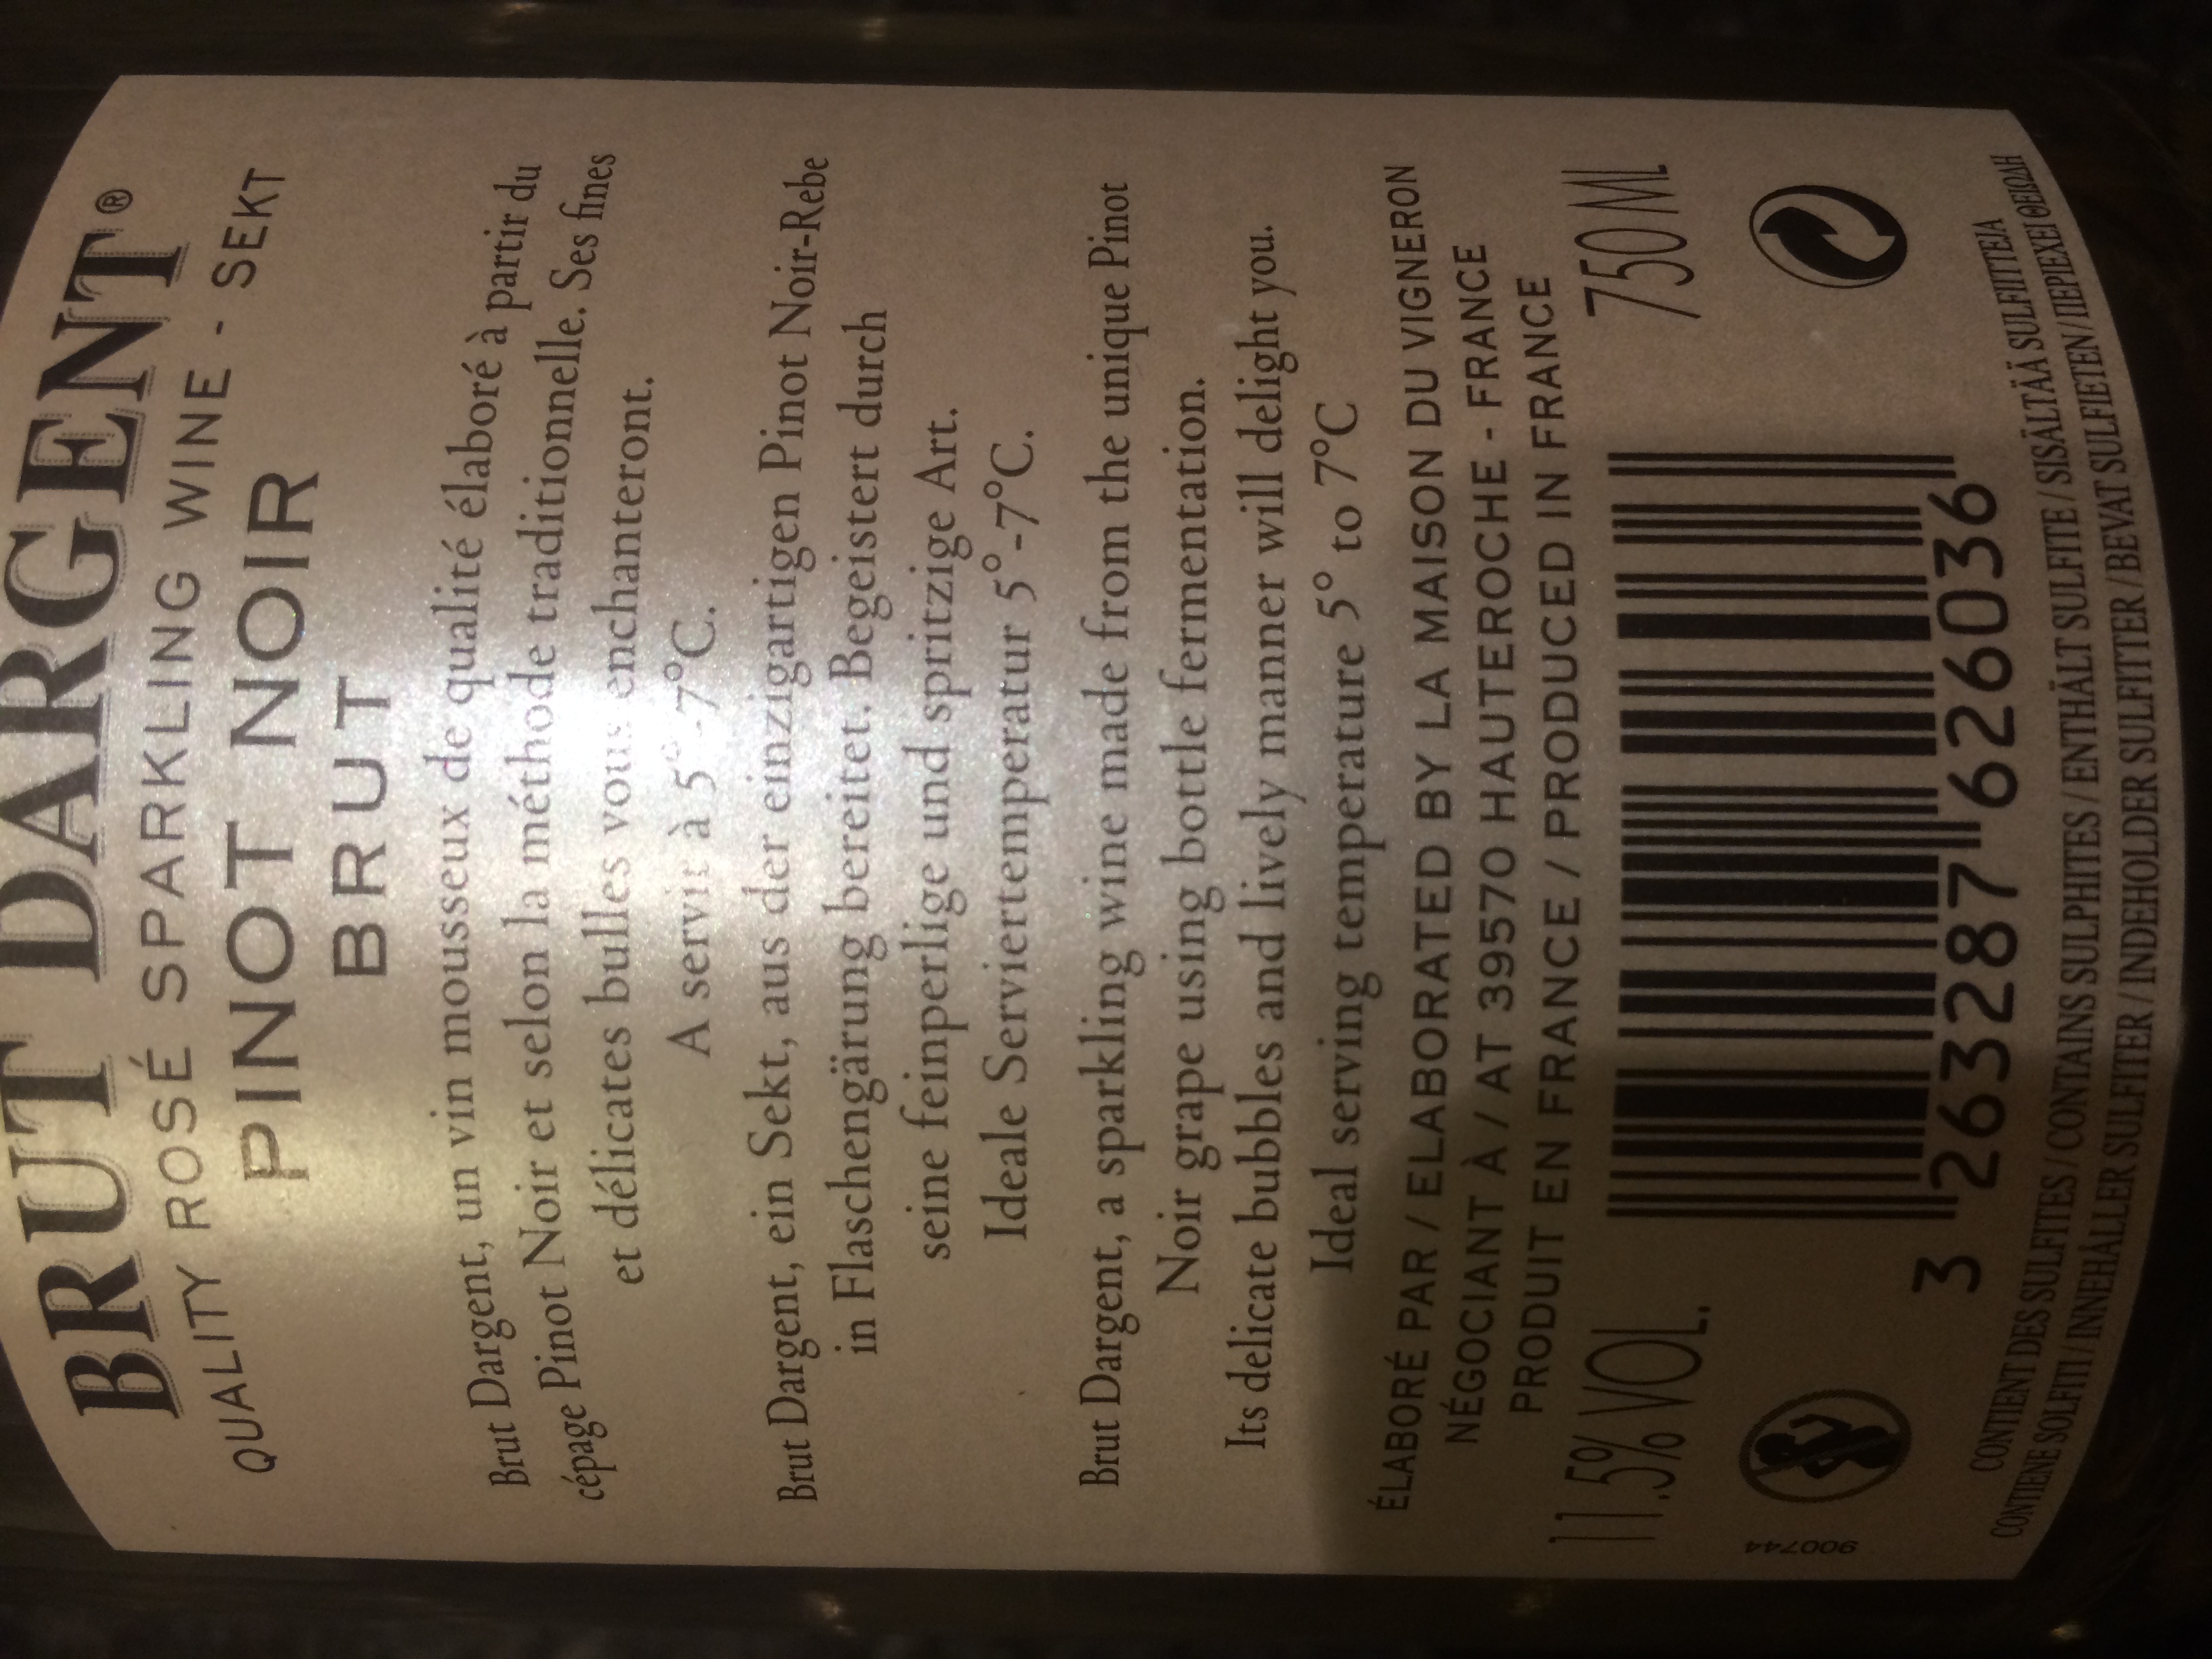 BRUT DARGENT®
QUALITY ROSÉ SPARKLING WINE - SEKT
PINOT NOIR
BRUT
Brut Dargent, un vin mousseux de qualité élaboré à partir du
cépage Pinot Noir et selon la méthode traditionnelle. Ses fines
et délicates bulles vous enchanteront.
A servir à 5°-7°C.
Brut Dargent, ein Sekt, aus der einzigartigen Pinot Noir-Rebe
in Flaschengärung bereitet. Begeistert durch
seine feinperlige und spritzige Art.
Ideale Serviertemperatur 5°-7°C.
Brut Dargent, a sparkling wine made from the unique Pinot
Noir grape using bottle fermentation.
Its delicate bubbles and lively manner will delight you.
Ideal serving temperature 5° to 7°C
ÉLABORÉ PAR / ELABORATED BY LA MAISON DU VIGNERON
NÉGOCIANT À / AT 39570 HAUTEROCHE - FRANCE
PRODUIT EN FRANCE / PRODUCED IN FRANCE
11.5% VOL.
750 ML
900744
3 263287 626036
CONTIENT DES SULFITES / CONTAINS SULPHITES / ENTHÄLT SULFITE / SISÄLTÄÄ SULFIITTEJA
CONTIENE SOLFITI / INNEHÅLLER SULFITER / INDEHOLDER SULFITTER / BEVAT SULFIETEN / ΠΕΡΙΕΧΕΙ ΘΕΙΩΔΗ